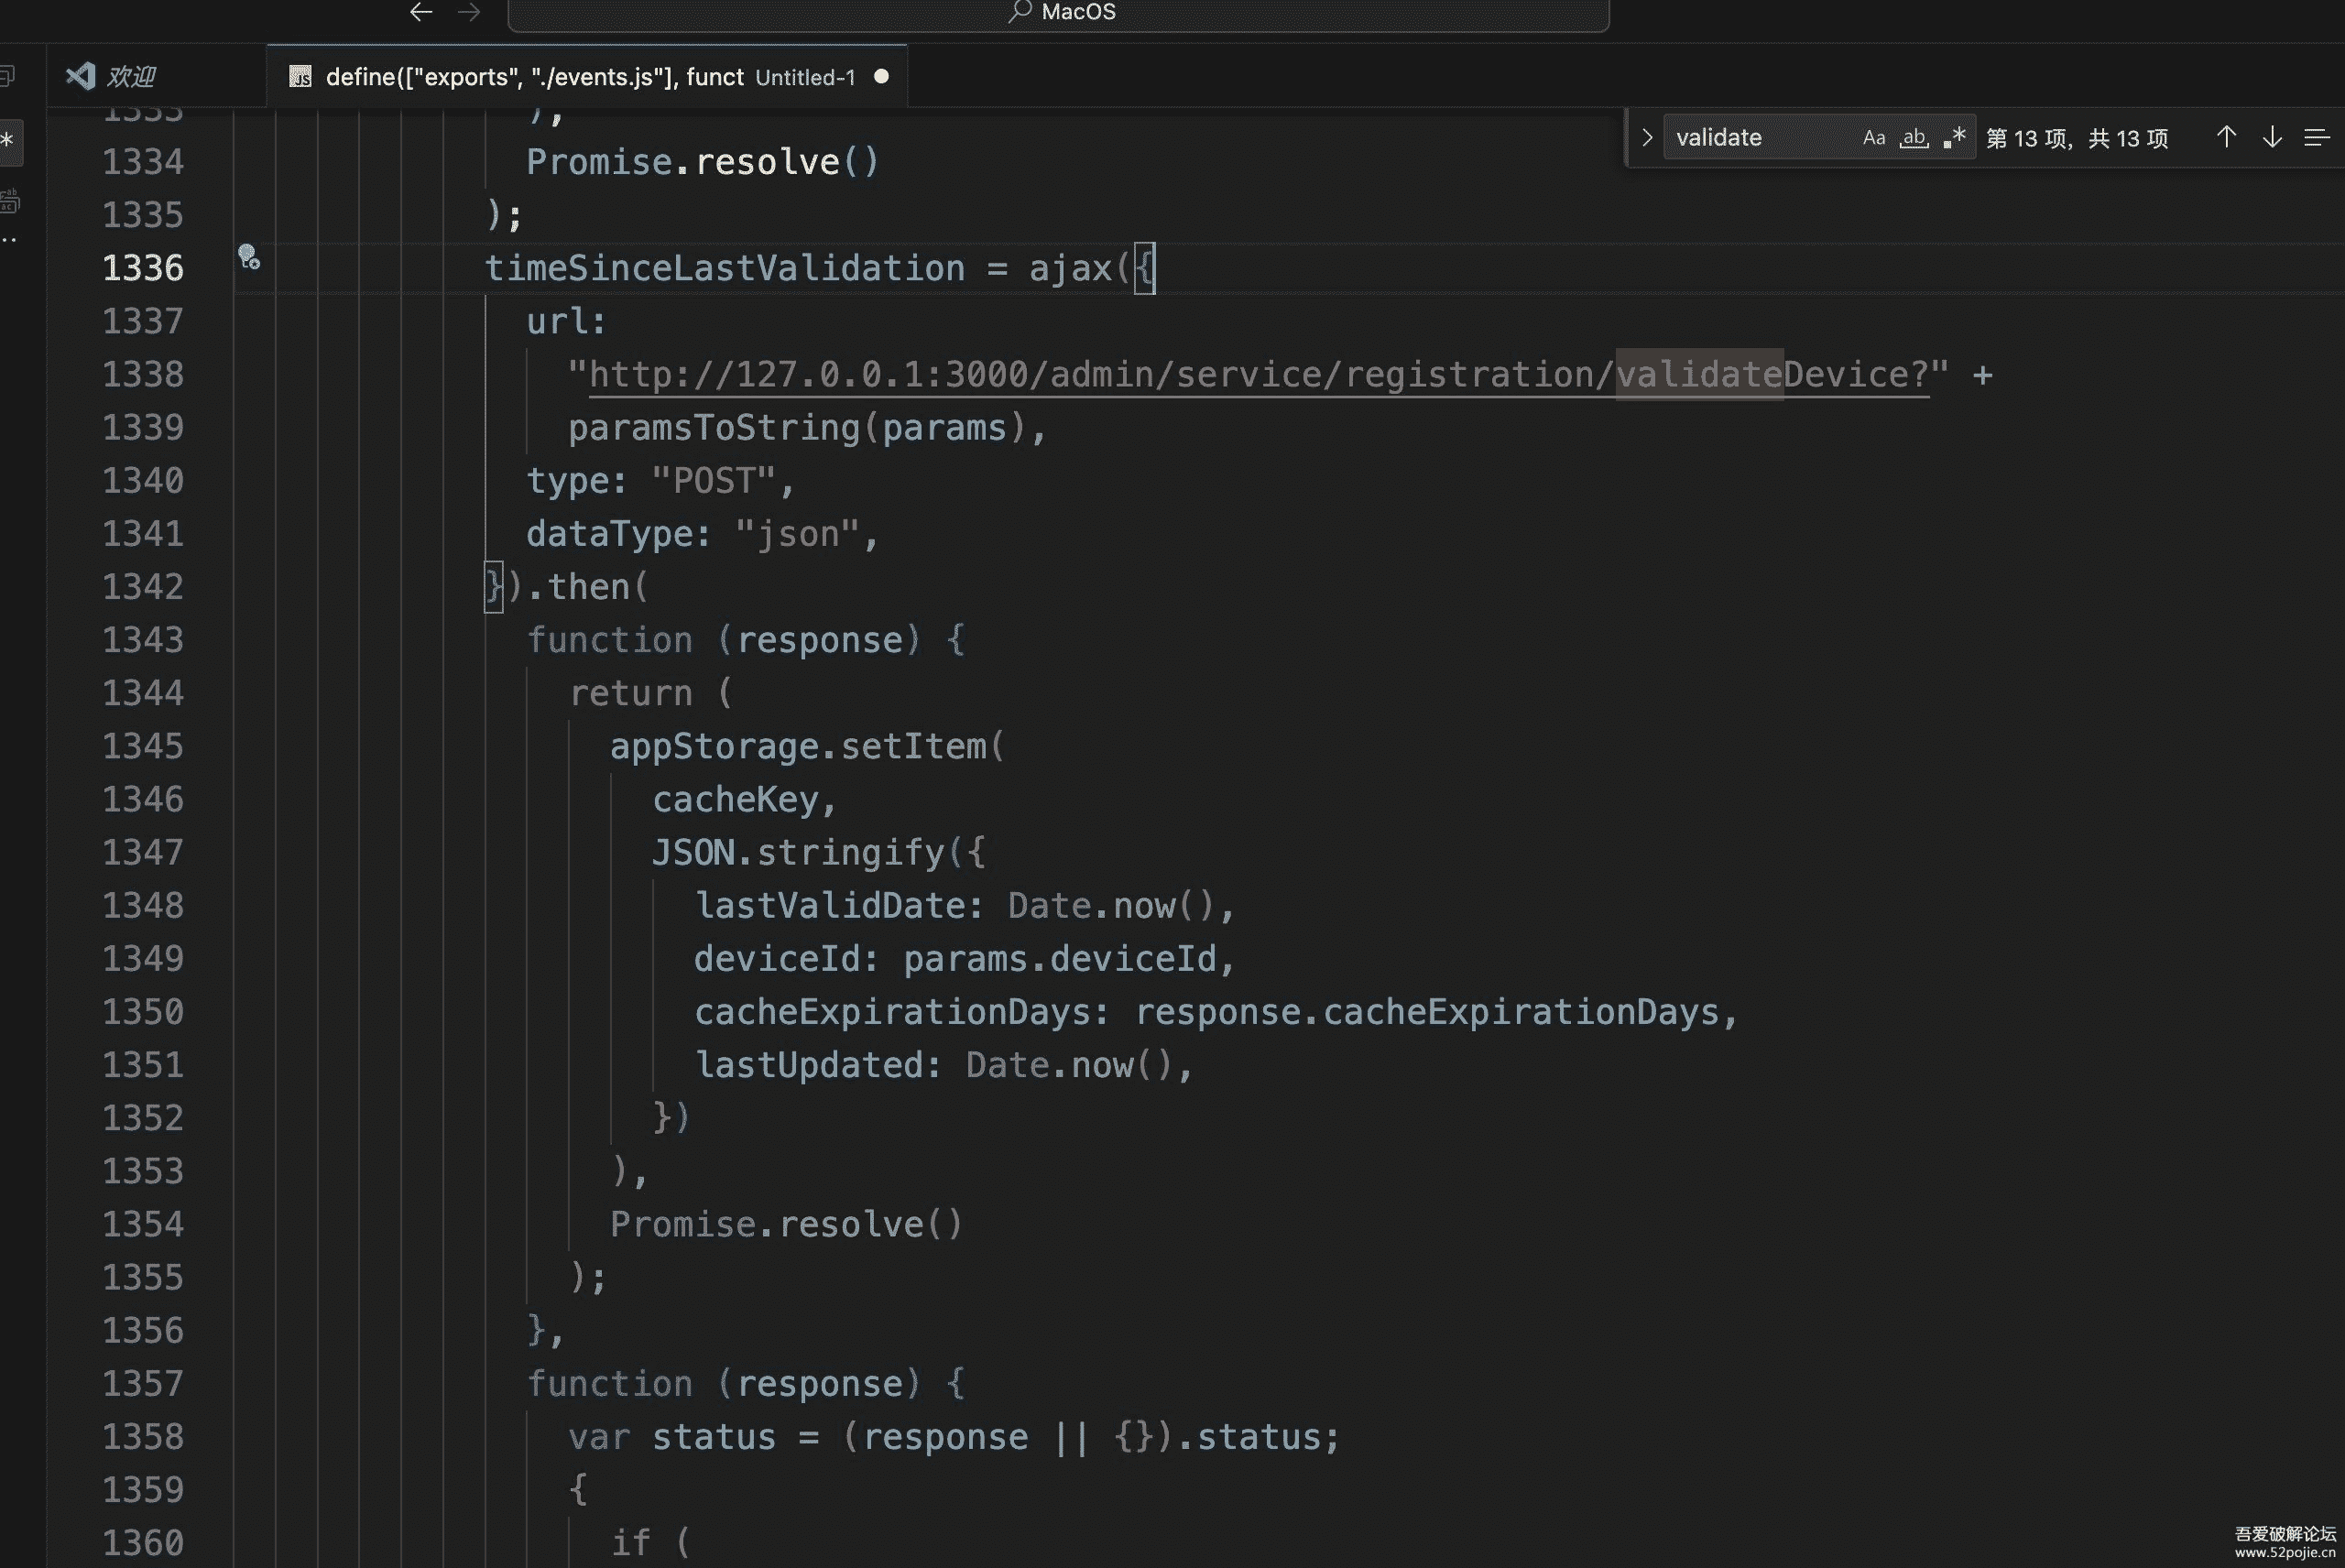 MacOS
欢迎
define(["exports", "./events.js"], funct Untitled-1
validate Aa ab .* 第 13 项，共 13 项
1333 ),
1334 Promise.resolve()
1335 );
1336 timeSinceLastValidation = ajax({
1337 url:
1338 "http://127.0.0.1:3000/admin/service/registration/validateDevice?" +
1339 paramsToString(params),
1340 type: "POST",
1341 dataType: "json",
1342 }).then(
1343 function (response) {
1344 return (
1345 appStorage.setItem(
1346 cacheKey,
1347 JSON.stringify({
1348 lastValidDate: Date.now(),
1349 deviceId: params.deviceId,
1350 cacheExpirationDays: response.cacheExpirationDays,
1351 lastUpdated: Date.now(),
1352 })
1353 ),
1354 Promise.resolve()
1355 );
1356 },
1357 function (response) {
1358 var status = (response || {}).status;
1359 {
1360 if (
吾爱破解论坛
www.52pojie.cn